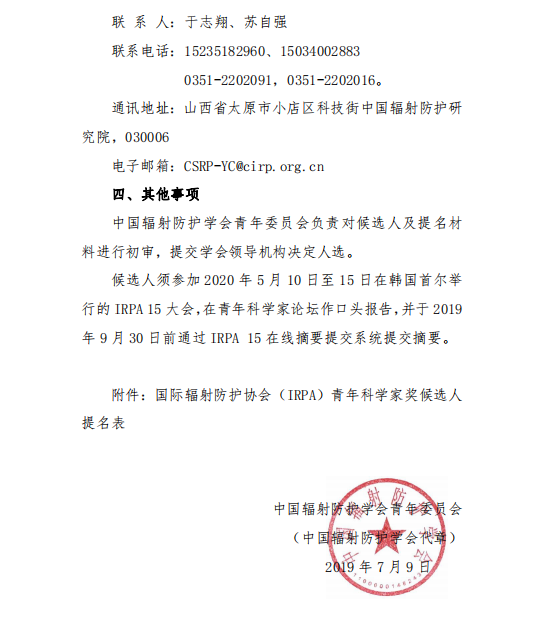 联 系 人：于志翔、苏自强
联系电话：15235182960、15034002883
0351-2202091，0351-2202016。
通讯地址：山西省太原市小店区科技街中国辐射防护研
究院，030006
电子邮箱：CSRP-YC@cirp.org.cn
四、其他事项
中国辐射防护学会青年委员会负责对候选人及提名材
料进行初审，提交学会领导机构决定人选。
候选人须参加 2020 年 5 月 10 日至 15 日在韩国首尔举
行的 IRPA 15 大会，在青年科学家论坛作口头报告，并于 2019
年 9 月 30 日前通过 IRPA 15 在线摘要提交系统提交摘要。
附件：国际辐射防护协会（IRPA）青年科学家奖候选人
提名表
中国辐射防护学会青年委员会
（中国辐射防护学会代章）
2019 年 7 月 9 日
中国辐射防护学会